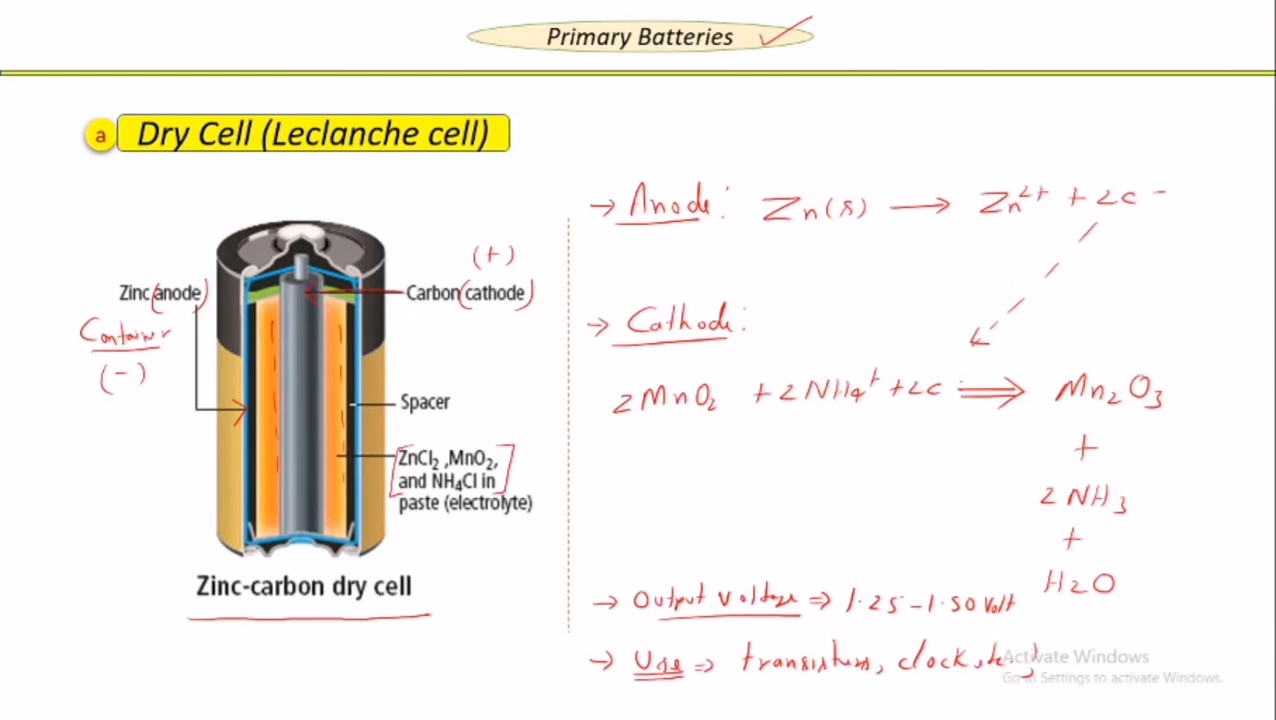 Primary Batteries
a Dry Cell (Leclanche cell)
→ Anode: Zn(s) → Zn²⁺ + 2e⁻
(+)
Zinc (anode)
Carbon (cathode)
Container
(-)
→ Cathode:
2MnO₂ + 2NH₄⁺ + 2e⁻ ⟹ Mn₂O₃
+
2NH₃
+
H₂O
Spacer
[ZnCl₂ ,MnO₂,
and NH₄Cl in]
paste (electrolyte)
Zinc-carbon dry cell
→ Output voltage ⇒ 1.25 - 1.50 Volt
→ Use ⇒ transistors, clock,
Activate Windows
Go to Settings to activate Windows.